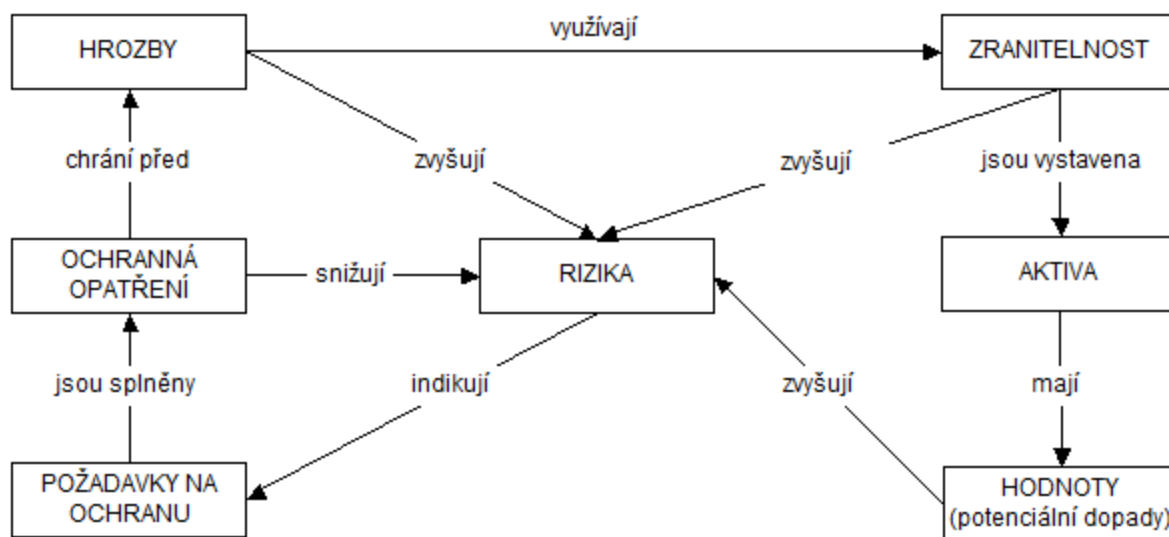 využívají
HROZBY
ZRANITELNOST
chrání před
zvyšují
zvyšují
jsou vystavena
OCHRANNÁ
OPATŘENÍ
snižují
RIZIKA
AKTIVA
jsou splněny
indikují
zvyšují
mají
POŽADAVKY NA
OCHRANU
HODNOTY
(potenciální dopady)